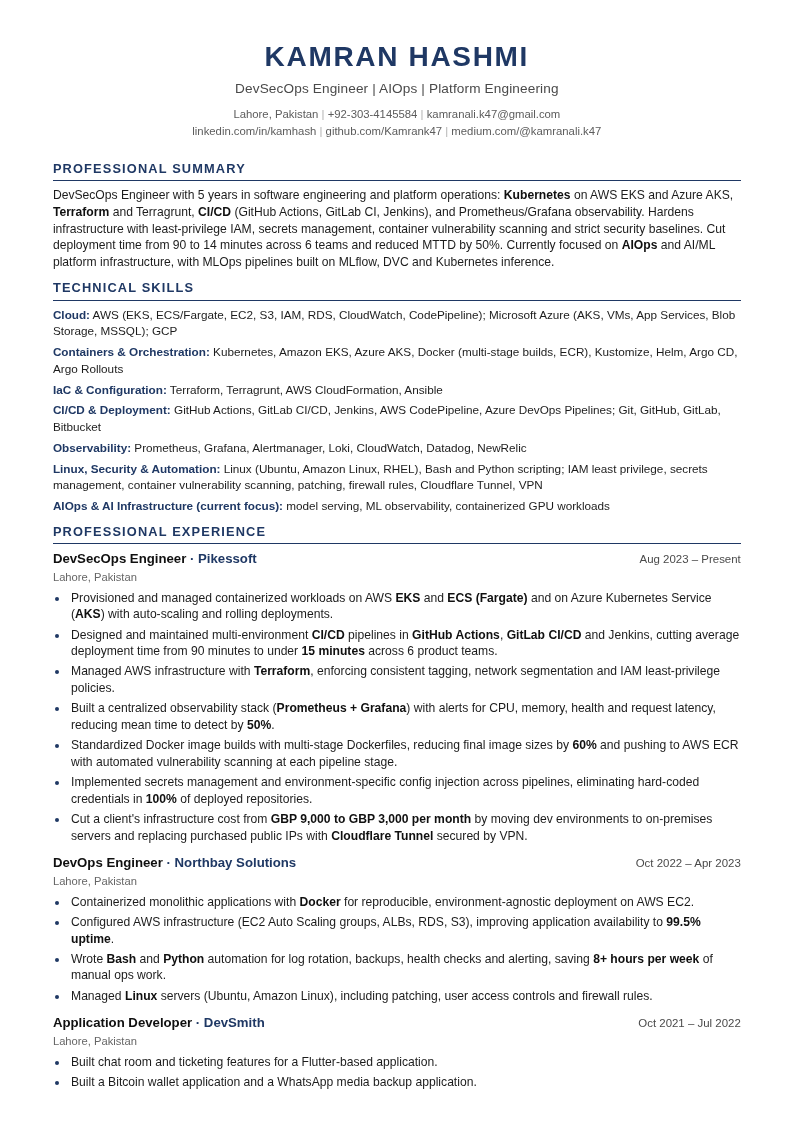 KAMRAN HASHMI
DevSecOps Engineer | AIOps | Platform Engineering
Lahore, Pakistan | +92-303-4145584 | kamranali.k47@gmail.com
linkedin.com/in/kamhash | github.com/Kamrank47 | medium.com/@kamranali.k47
PROFESSIONAL SUMMARY
DevSecOps Engineer with 5 years in software engineering and platform operations: Kubernetes on AWS EKS and Azure AKS,
Terraform and Terragrunt, CI/CD (GitHub Actions, GitLab CI, Jenkins), and Prometheus/Grafana observability. Hardens
infrastructure with least-privilege IAM, secrets management, container vulnerability scanning and strict security baselines. Cut
deployment time from 90 to 14 minutes across 6 teams and reduced MTTD by 50%. Currently focused on AIOps and AI/ML
platform infrastructure, with MLOps pipelines built on MLflow, DVC and Kubernetes inference.
TECHNICAL SKILLS
Cloud: AWS (EKS, ECS/Fargate, EC2, S3, IAM, RDS, CloudWatch, CodePipeline); Microsoft Azure (AKS, VMs, App Services, Blob
Storage, MSSQL); GCP
Containers & Orchestration: Kubernetes, Amazon EKS, Azure AKS, Docker (multi-stage builds, ECR), Kustomize, Helm, Argo CD,
Argo Rollouts
IaC & Configuration: Terraform, Terragrunt, AWS CloudFormation, Ansible
CI/CD & Deployment: GitHub Actions, GitLab CI/CD, Jenkins, AWS CodePipeline, Azure DevOps Pipelines; Git, GitHub, GitLab,
Bitbucket
Observability: Prometheus, Grafana, Alertmanager, Loki, CloudWatch, Datadog, NewRelic
Linux, Security & Automation: Linux (Ubuntu, Amazon Linux, RHEL), Bash and Python scripting; IAM least privilege, secrets
management, container vulnerability scanning, patching, firewall rules, Cloudflare Tunnel, VPN
AIOps & AI Infrastructure (current focus): model serving, ML observability, containerized GPU workloads
PROFESSIONAL EXPERIENCE
DevSecOps Engineer · Pikessoft Aug 2023 – Present
Lahore, Pakistan
• Provisioned and managed containerized workloads on AWS EKS and ECS (Fargate) and on Azure Kubernetes Service
(AKS) with auto-scaling and rolling deployments.
• Designed and maintained multi-environment CI/CD pipelines in GitHub Actions, GitLab CI/CD and Jenkins, cutting average
deployment time from 90 minutes to under 15 minutes across 6 product teams.
• Managed AWS infrastructure with Terraform, enforcing consistent tagging, network segmentation and IAM least-privilege
policies.
• Built a centralized observability stack (Prometheus + Grafana) with alerts for CPU, memory, health and request latency,
reducing mean time to detect by 50%.
• Standardized Docker image builds with multi-stage Dockerfiles, reducing final image sizes by 60% and pushing to AWS ECR
with automated vulnerability scanning at each pipeline stage.
• Implemented secrets management and environment-specific config injection across pipelines, eliminating hard-coded
credentials in 100% of deployed repositories.
• Cut a client's infrastructure cost from GBP 9,000 to GBP 3,000 per month by moving dev environments to on-premises
servers and replacing purchased public IPs with Cloudflare Tunnel secured by VPN.
DevOps Engineer · Northbay Solutions Oct 2022 – Apr 2023
Lahore, Pakistan
• Containerized monolithic applications with Docker for reproducible, environment-agnostic deployment on AWS EC2.
• Configured AWS infrastructure (EC2 Auto Scaling groups, ALBs, RDS, S3), improving application availability to 99.5%
uptime.
• Wrote Bash and Python automation for log rotation, backups, health checks and alerting, saving 8+ hours per week of
manual ops work.
• Managed Linux servers (Ubuntu, Amazon Linux), including patching, user access controls and firewall rules.
Application Developer · DevSmith Oct 2021 – Jul 2022
Lahore, Pakistan
• Built chat room and ticketing features for a Flutter-based application.
• Built a Bitcoin wallet application and a WhatsApp media backup application.